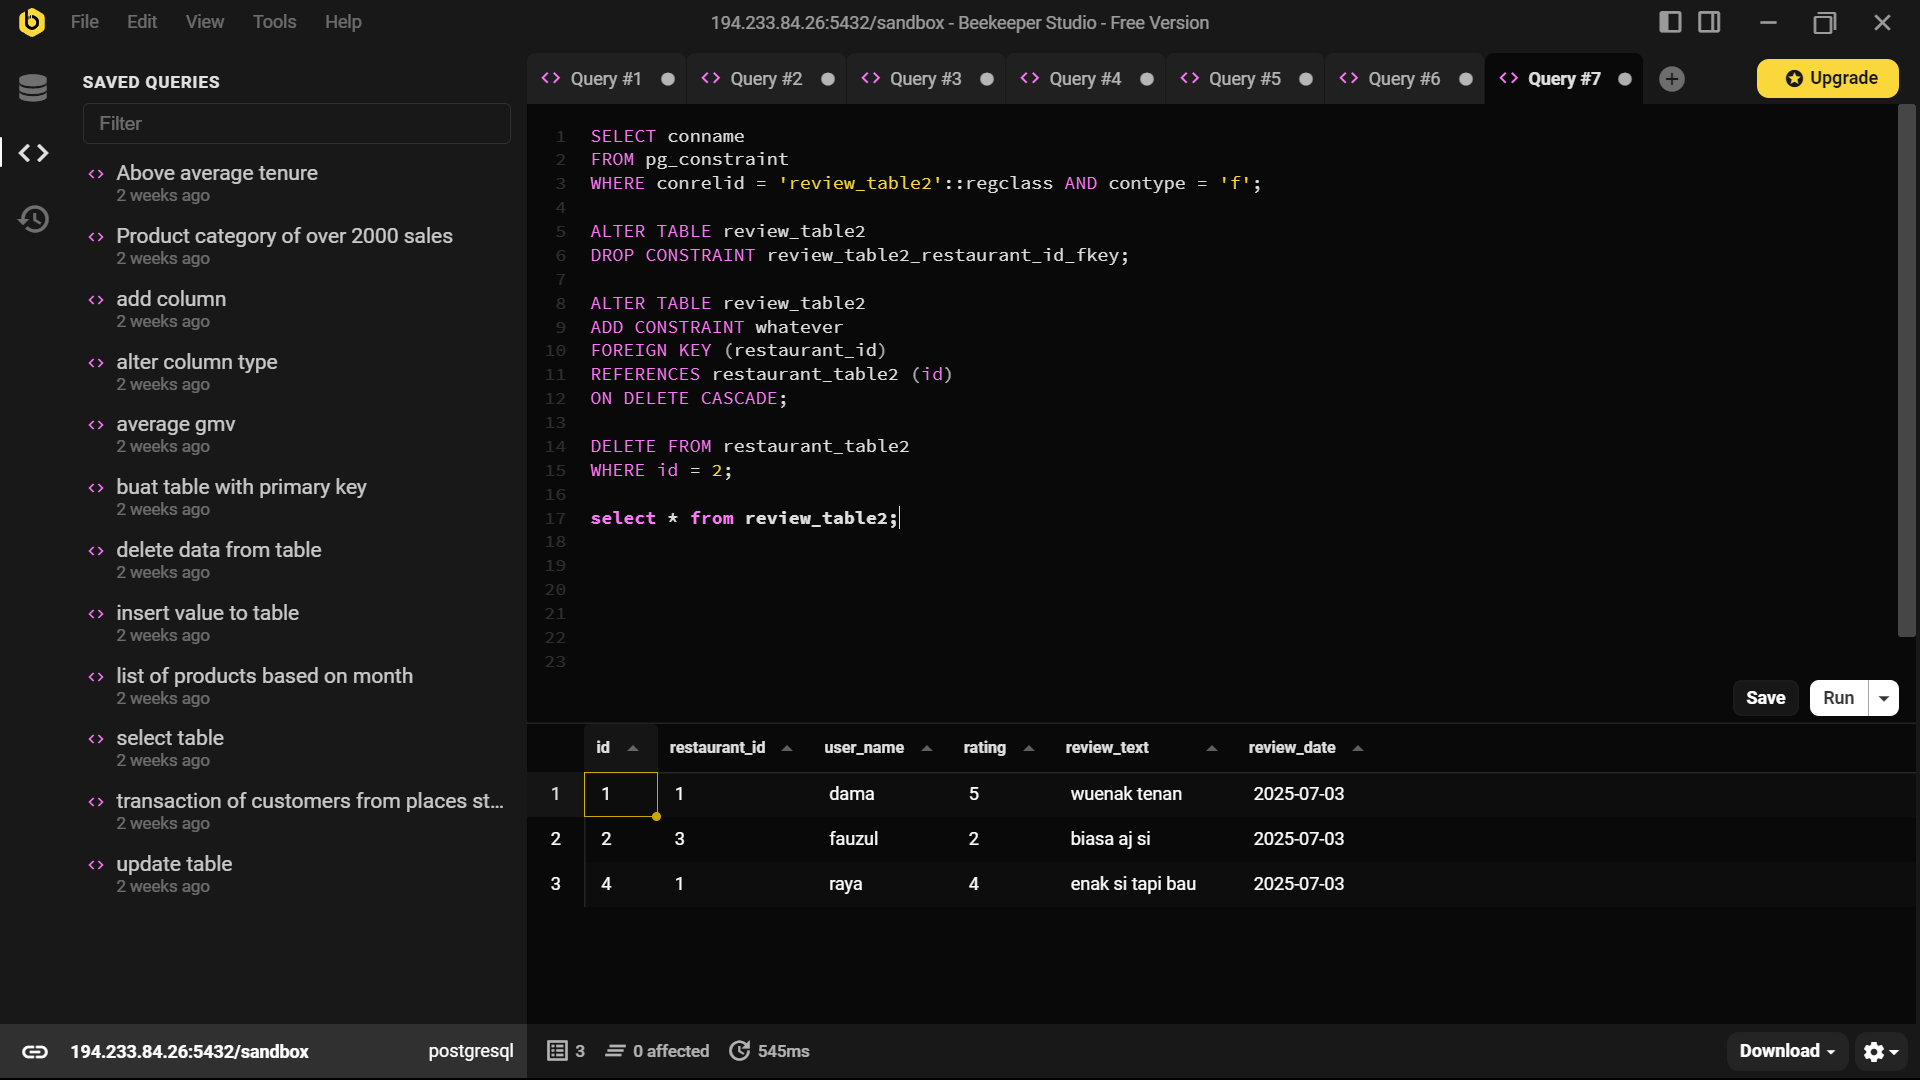 File Edit View Tools Help
194.233.84.26:5432/sandbox - Beekeeper Studio - Free Version
SAVED QUERIES
Filter
Above average tenure
2 weeks ago
Product category of over 2000 sales
2 weeks ago
add column
2 weeks ago
alter column type
2 weeks ago
average gmv
2 weeks ago
buat table with primary key
2 weeks ago
delete data from table
2 weeks ago
insert value to table
2 weeks ago
list of products based on month
2 weeks ago
select table
2 weeks ago
transaction of customers from places st...
2 weeks ago
update table
2 weeks ago
194.233.84.26:5432/sandbox postgresql
Query #1 Query #2 Query #3 Query #4 Query #5 Query #6 Query #7 Upgrade
1 SELECT conname
2 FROM pg_constraint
3 WHERE conrelid = 'review_table2'::regclass AND contype = 'f';
4
5 ALTER TABLE review_table2
6 DROP CONSTRAINT review_table2_restaurant_id_fkey;
7
8 ALTER TABLE review_table2
9 ADD CONSTRAINT whatever
10 FOREIGN KEY (restaurant_id)
11 REFERENCES restaurant_table2 (id)
12 ON DELETE CASCADE;
13
14 DELETE FROM restaurant_table2
15 WHERE id = 2;
16
17 select * from review_table2;
18
19
20
21
22
23
Save Run
id restaurant_id user_name rating review_text review_date
1 1 1 dama 5 wuenak tenan 2025-07-03
2 2 3 fauzul 2 biasa aj si 2025-07-03
3 4 1 raya 4 enak si tapi bau 2025-07-03
3 0 affected 545ms Download